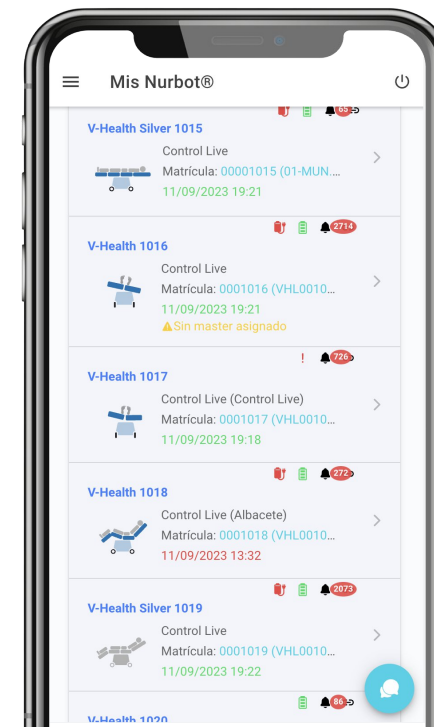 Mis Nurbot®
65
V-Health Silver 1015
Control Live
Matrícula: 00001015 (01-MUN....
11/09/2023 19:21
2714
V-Health 1016
Control Live
Matrícula: 0001016 (VHL0010...
11/09/2023 19:21
Sin master asignado
726
V-Health 1017
Control Live (Control Live)
Matrícula: 0001017 (VHL0010...
11/09/2023 19:18
272
V-Health 1018
Control Live (Albacete)
Matrícula: 0001018 (VHL0010...
11/09/2023 13:32
2073
V-Health Silver 1019
Control Live
Matrícula: 0001019 (VHL0010...
11/09/2023 19:22
86
V-Health 1020